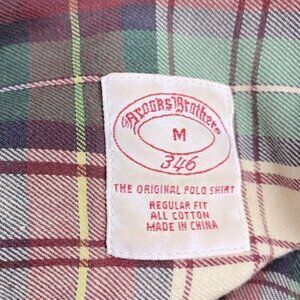 Brooks Brothers
M
346
THE ORIGINAL POLO SHIRT
REGULAR FIT
ALL COTTON
MADE IN CHINA